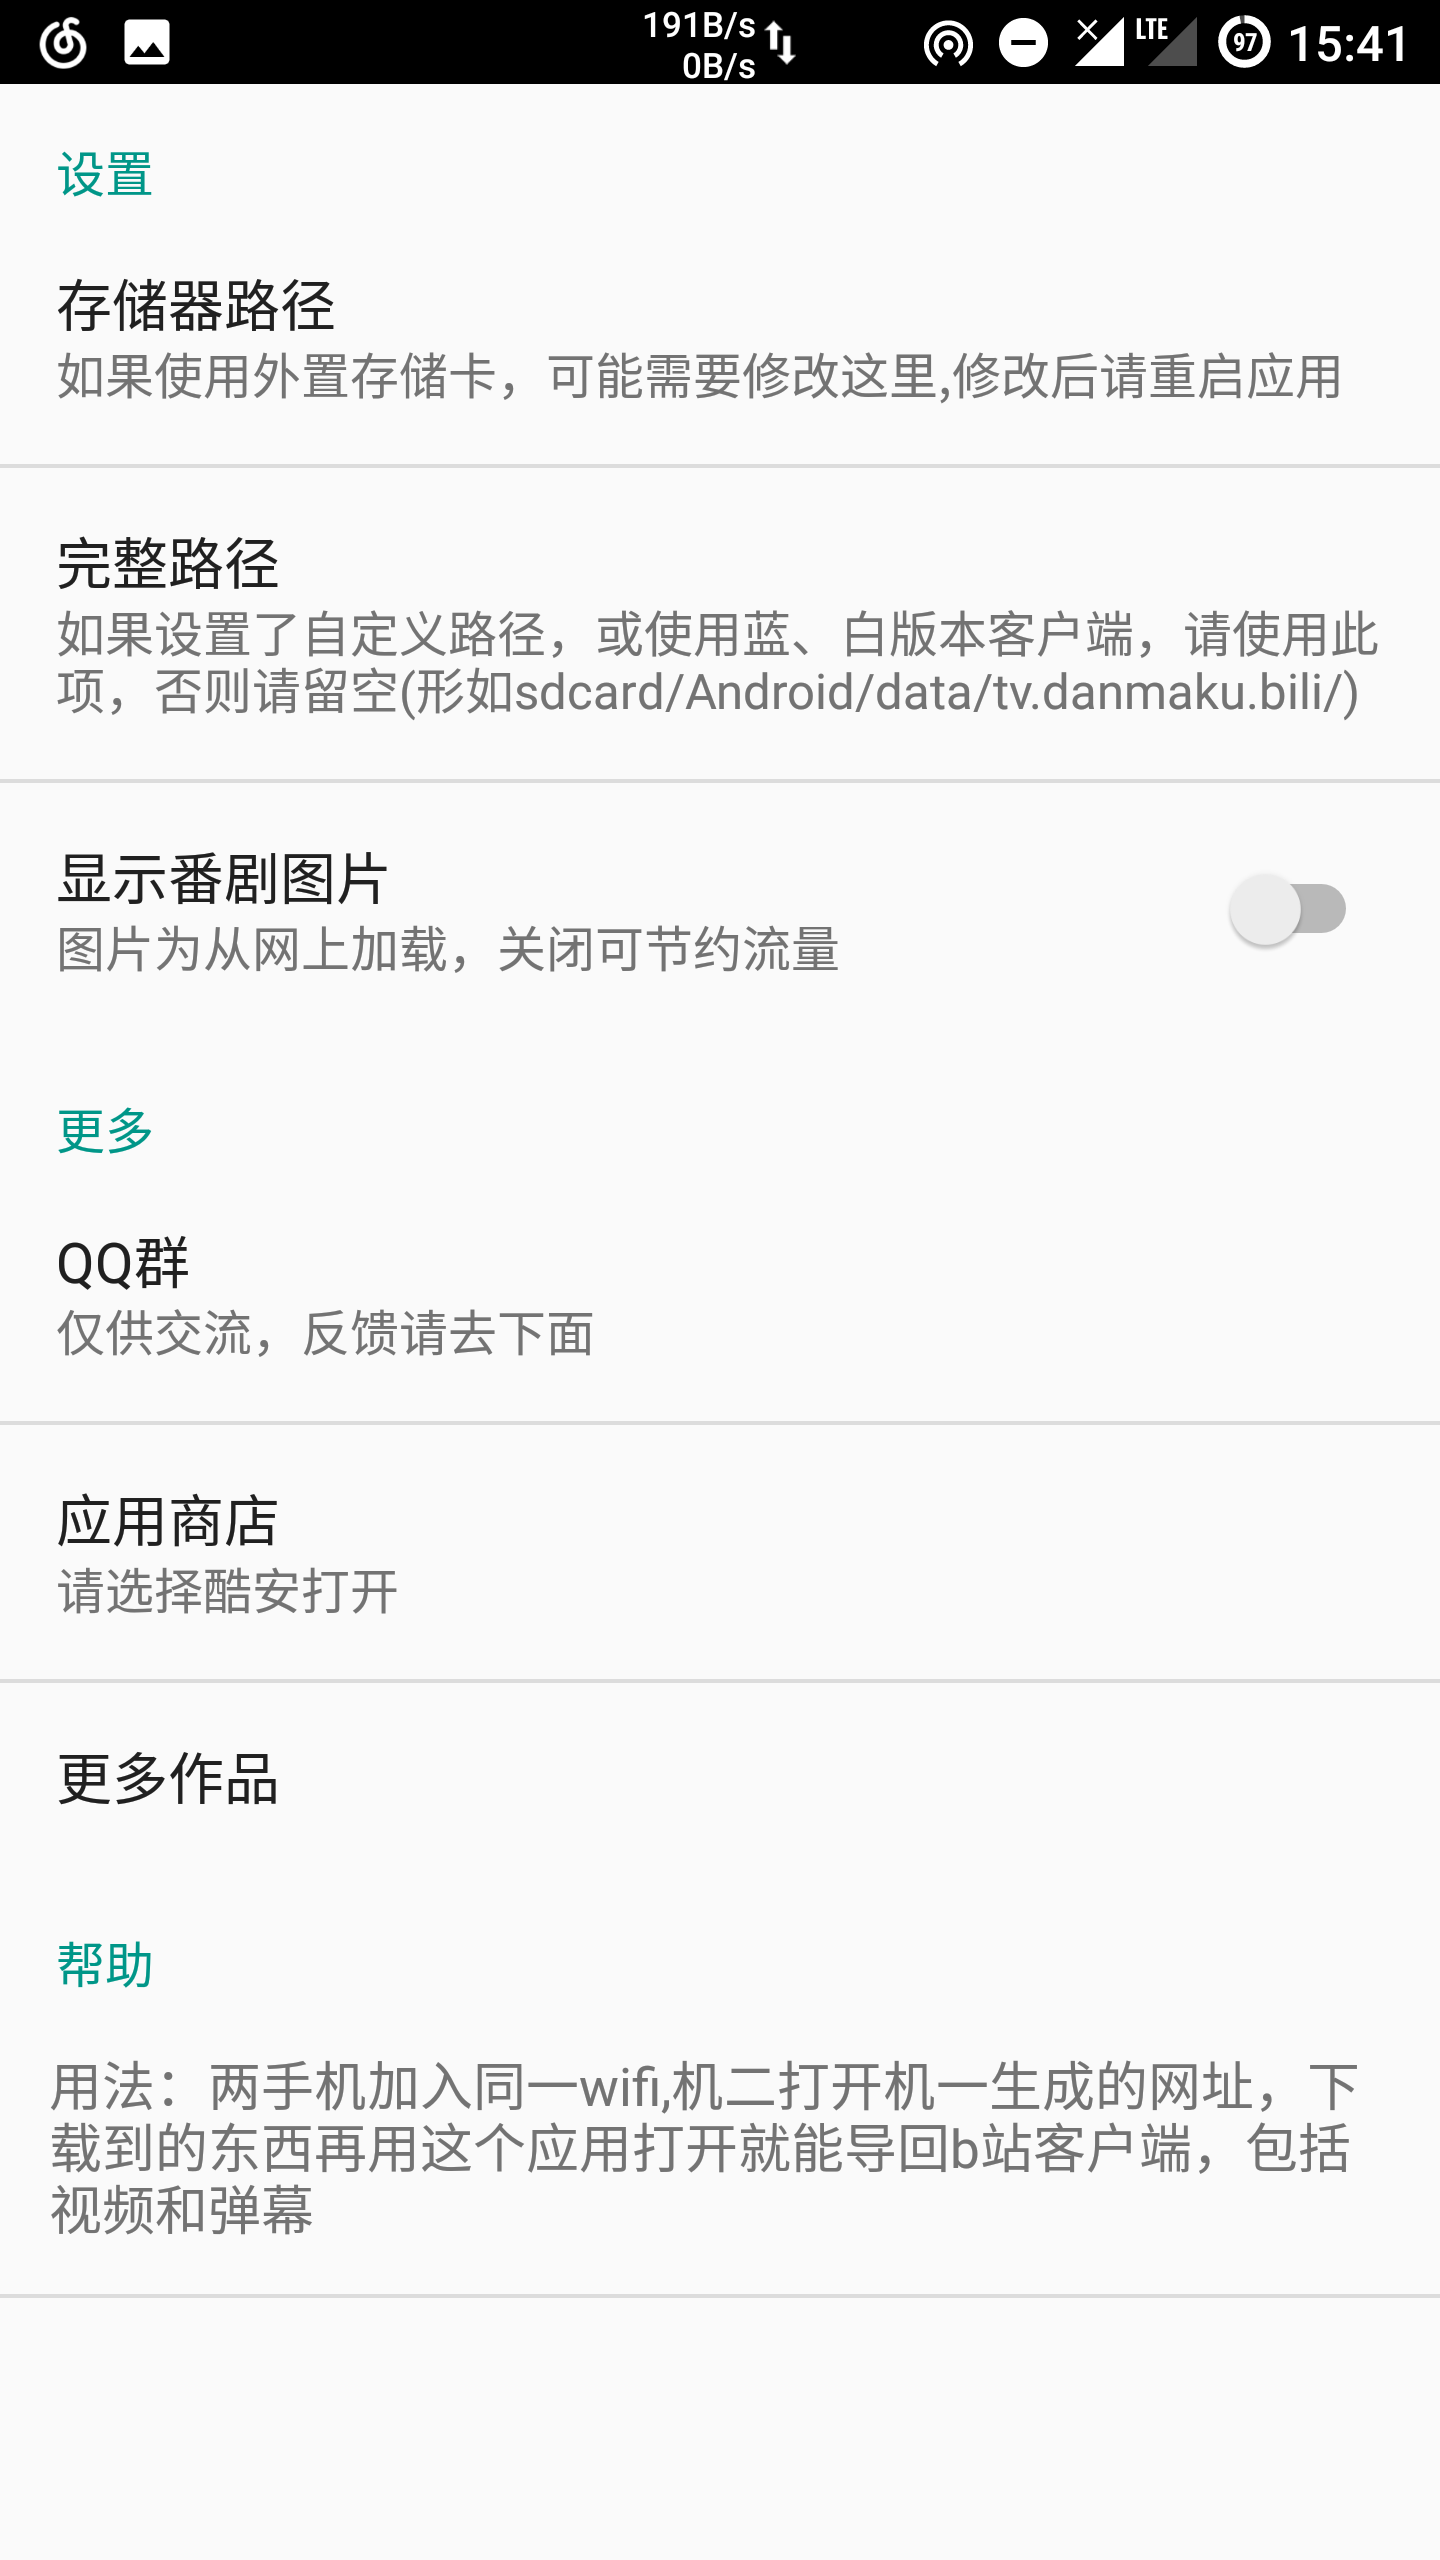 191B/s
0B/s
LTE
97
15:41
设置
存储器路径
如果使用外置存储卡，可能需要修改这里,修改后请重启应用
完整路径
如果设置了自定义路径，或使用蓝、白版本客户端，请使用此
项，否则请留空(形如sdcard/Android/data/tv.danmaku.bili/)
显示番剧图片
图片为从网上加载，关闭可节约流量
更多
QQ群
仅供交流，反馈请去下面
应用商店
请选择酷安打开
更多作品
帮助
用法：两手机加入同一wifi,机二打开机一生成的网址，下
载到的东西再用这个应用打开就能导回b站客户端，包括
视频和弹幕